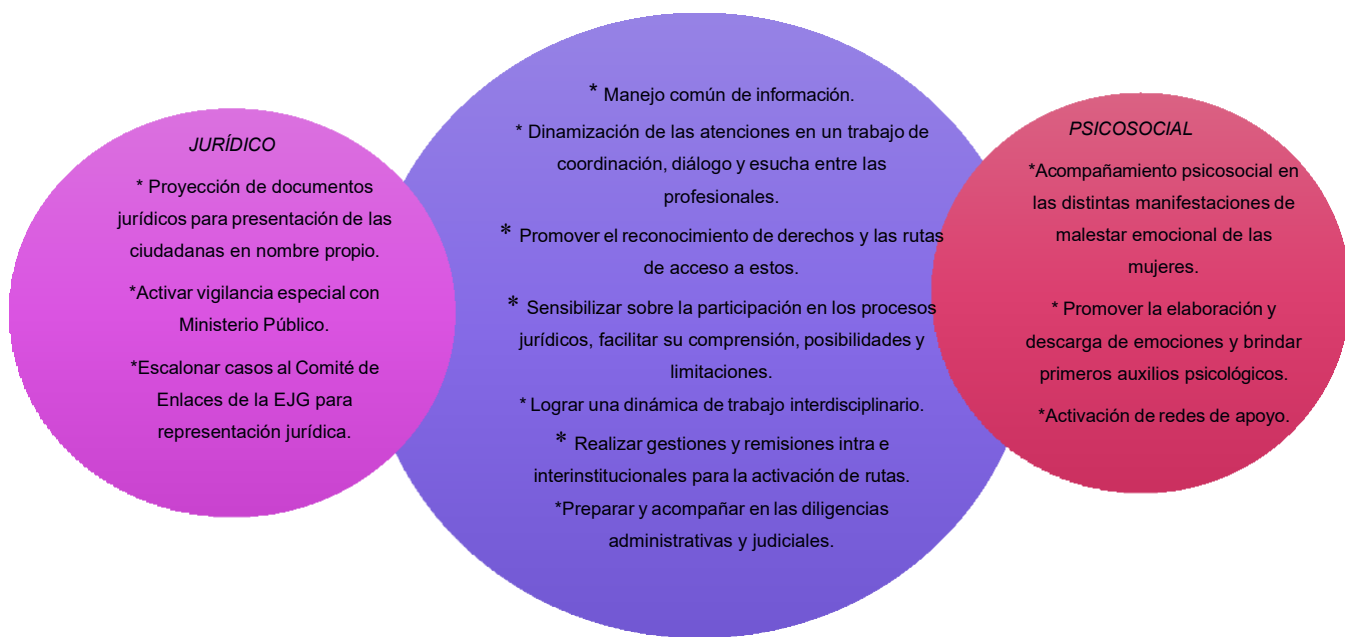 JURÍDICO
* Proyección de documentos
jurídicos para presentación de las
ciudadanas en nombre propio.
*Activar vigilancia especial con
Ministerio Público.
*Escalonar casos al Comité de
Enlaces de la EJG para
representación jurídica.
* Manejo común de información.
* Dinamización de las atenciones en un trabajo de
coordinación, diálogo y esucha entre las
profesionales.
* Promover el reconocimiento de derechos y las rutas
de acceso a estos.
* Sensibilizar sobre la participación en los procesos
jurídicos, facilitar su comprensión, posibilidades y
limitaciones.
* Lograr una dinámica de trabajo interdisciplinario.
* Realizar gestiones y remisiones intra e
interinstitucionales para la activación de rutas.
*Preparar y acompañar en las diligencias
administrativas y judiciales.
PSICOSOCIAL
*Acompañamiento psicosocial en
las distintas manifestaciones de
malestar emocional de las
mujeres.
* Promover la elaboración y
descarga de emociones y brindar
primeros auxilios psicológicos.
*Activación de redes de apoyo.